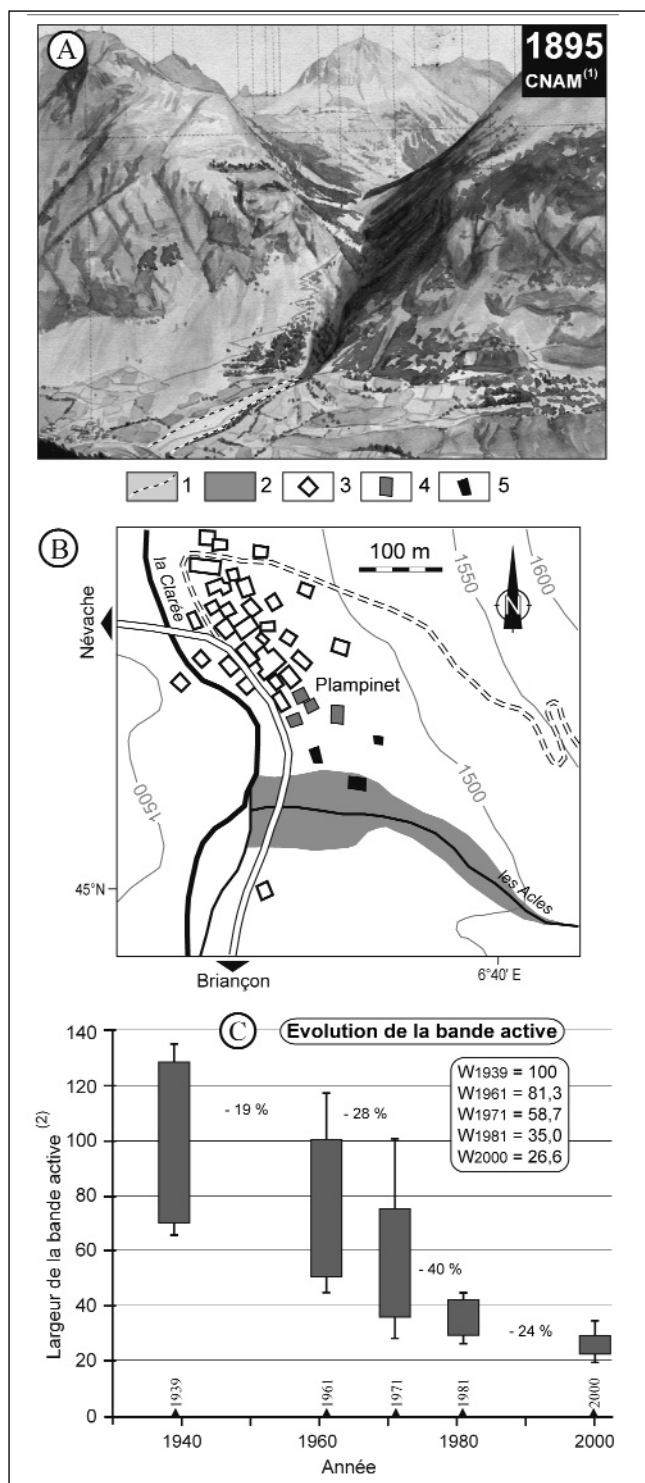 A
1895
CNAM(1)
1
2
3
4
5
B
100 m
1550
1600
N
la Clarée
Névache
Plampinet
1500
1500
45°N
les Acles
6°40' E
Briançon
C
Evolution de la bande active
Largeur de la bande active (2)
140
120
100
80
60
40
20
0
- 19 %
- 28 %
- 40 %
- 24 %
W1939 = 100
W1961 = 81,3
W1971 = 58,7
W1981 = 35,0
W2000 = 26,6
1939
1961
1971
1981
2000
1940
1960
1980
2000
Année